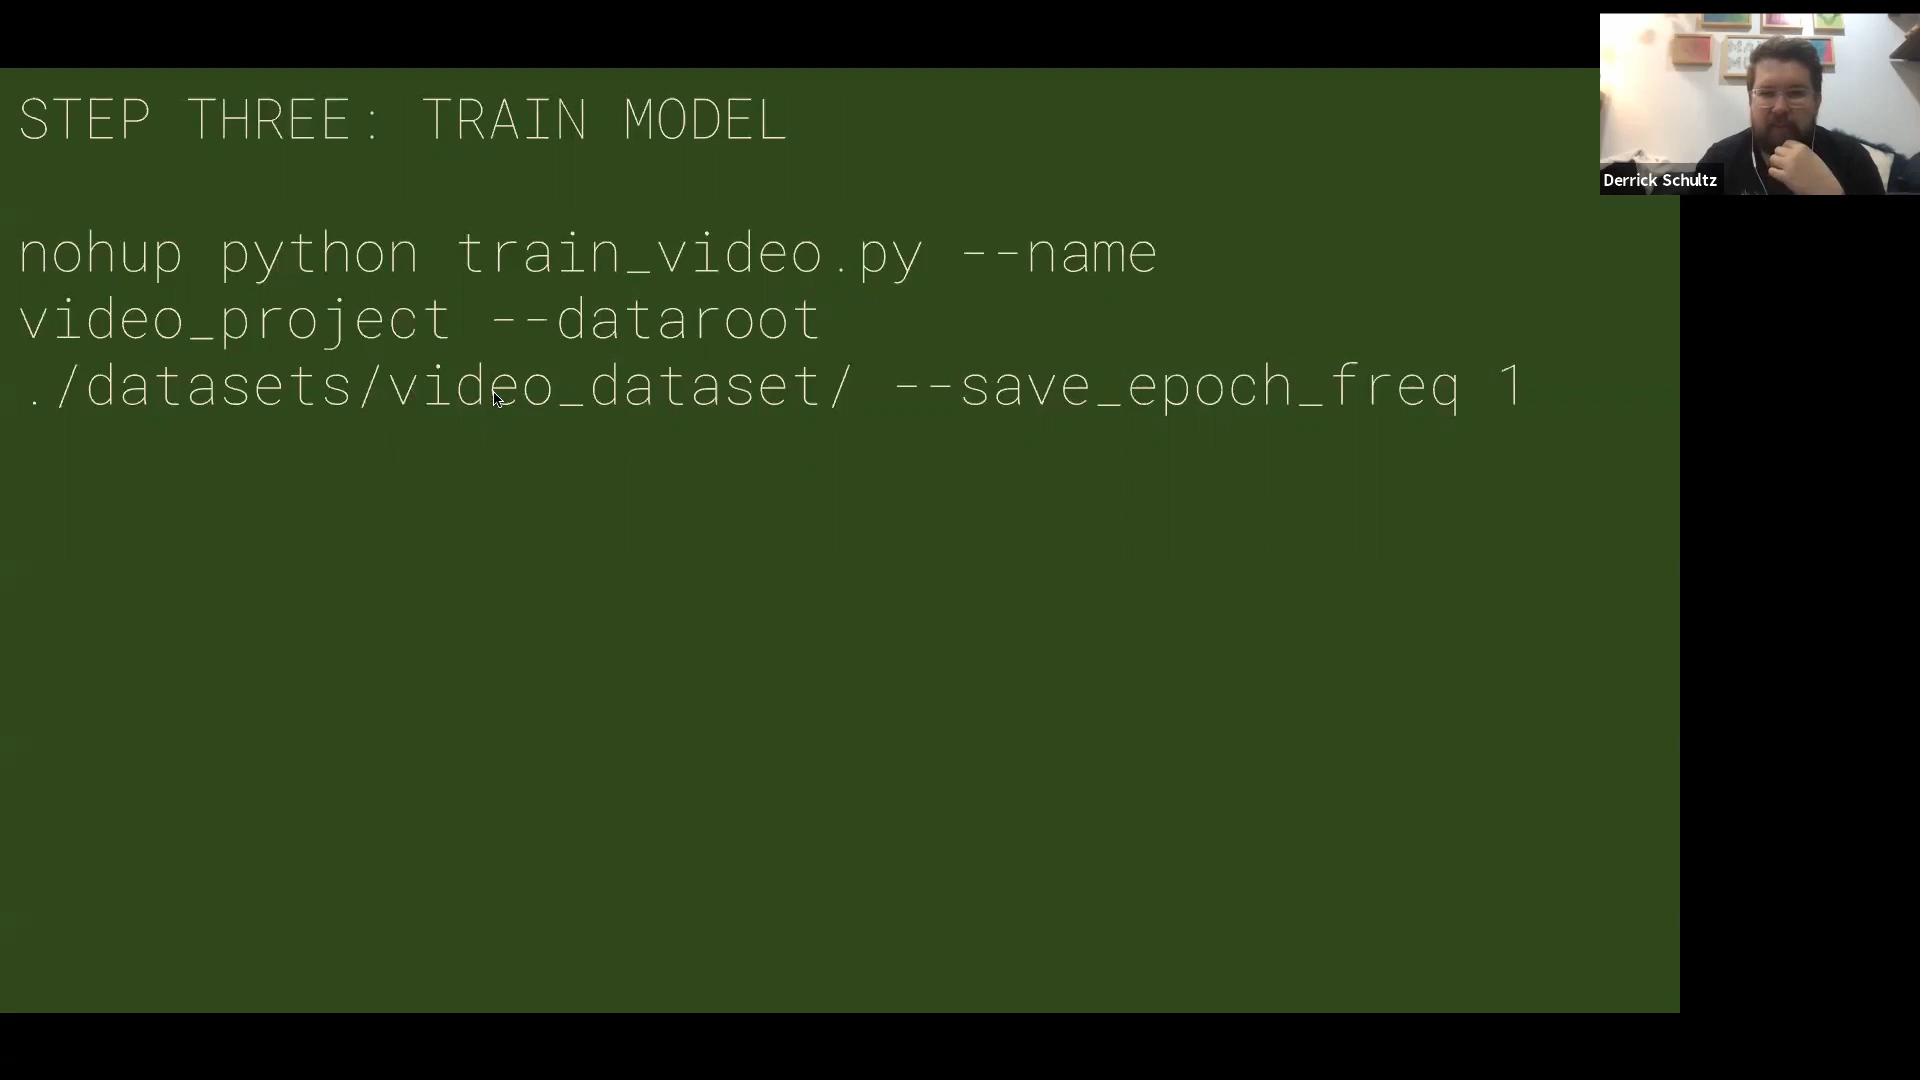 STEP THREE: TRAIN MODEL
nohup python train_video.py --name
video_project --dataroot
./datasets/video_dataset/ --save_epoch_freq 1
Derrick Schultz